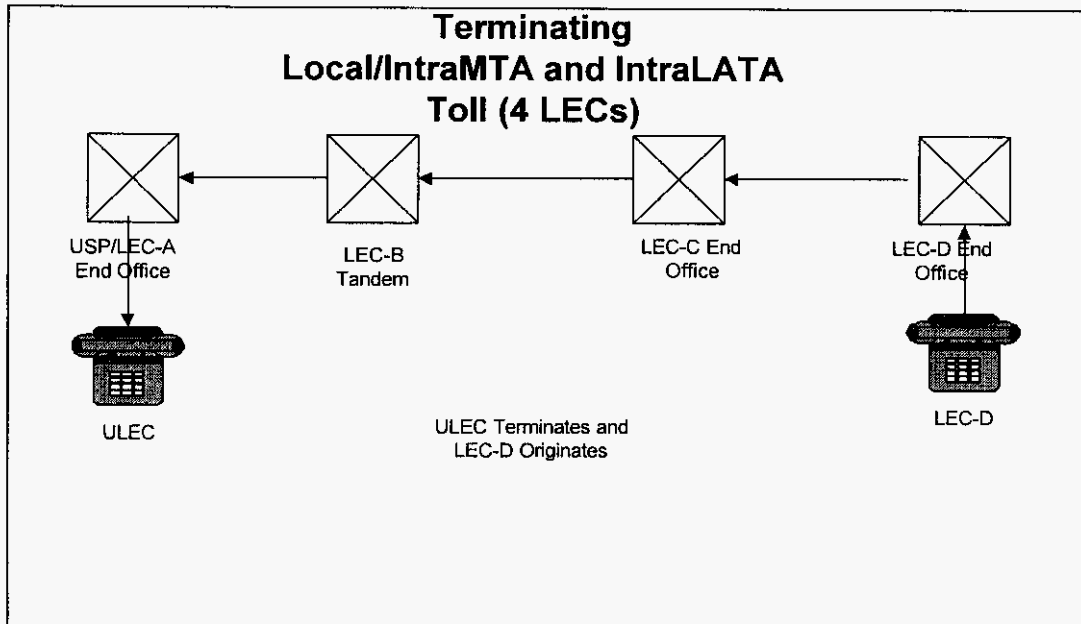 Terminating
Local/IntraMTA and IntraLATA
Toll (4 LECs)
USP/LEC-A
End Office
LEC-B
Tandem
LEC-C End
Office
LEC-D End
Office
ULEC
ULEC Terminates and
LEC-D Originates
LEC-D